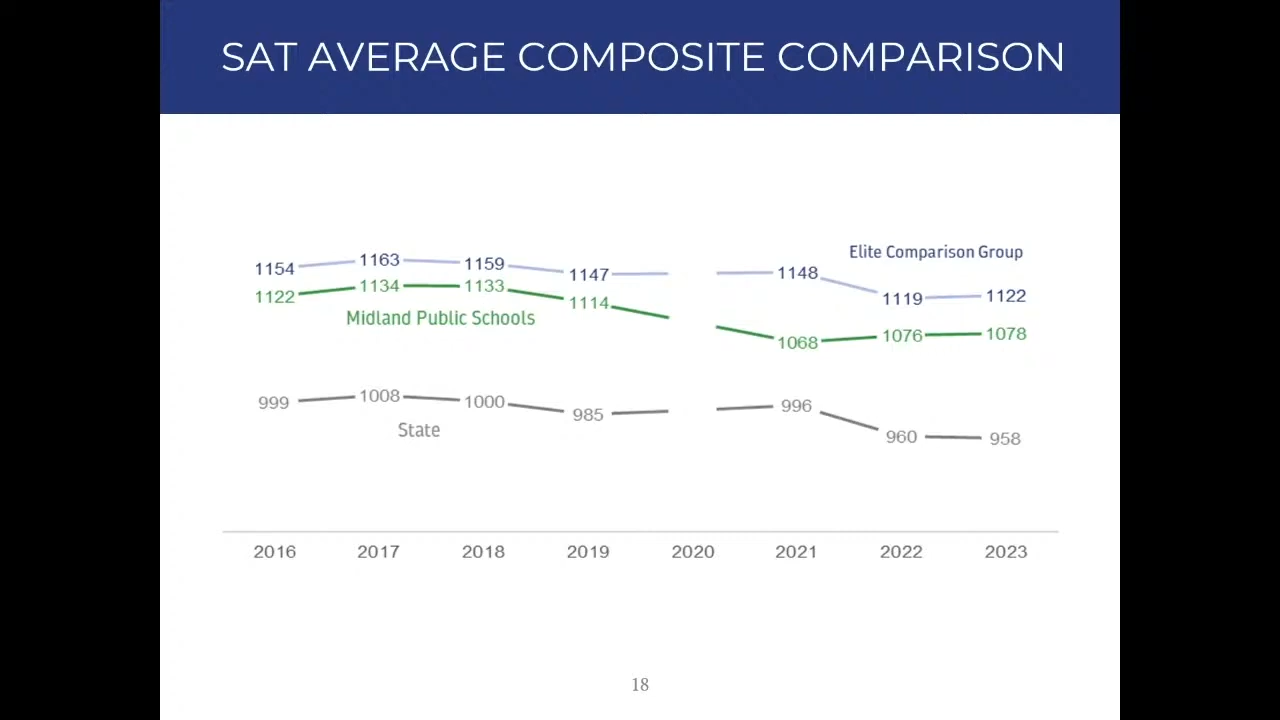 SAT AVERAGE COMPOSITE COMPARISON
Elite Comparison Group
1154 1163 1159 1147 1148 1119 1122
1122 1134 1133 1114 1068 1076 1078
Midland Public Schools
999 1008 1000 985 996 960 958
State
2016 2017 2018 2019 2020 2021 2022 2023
18